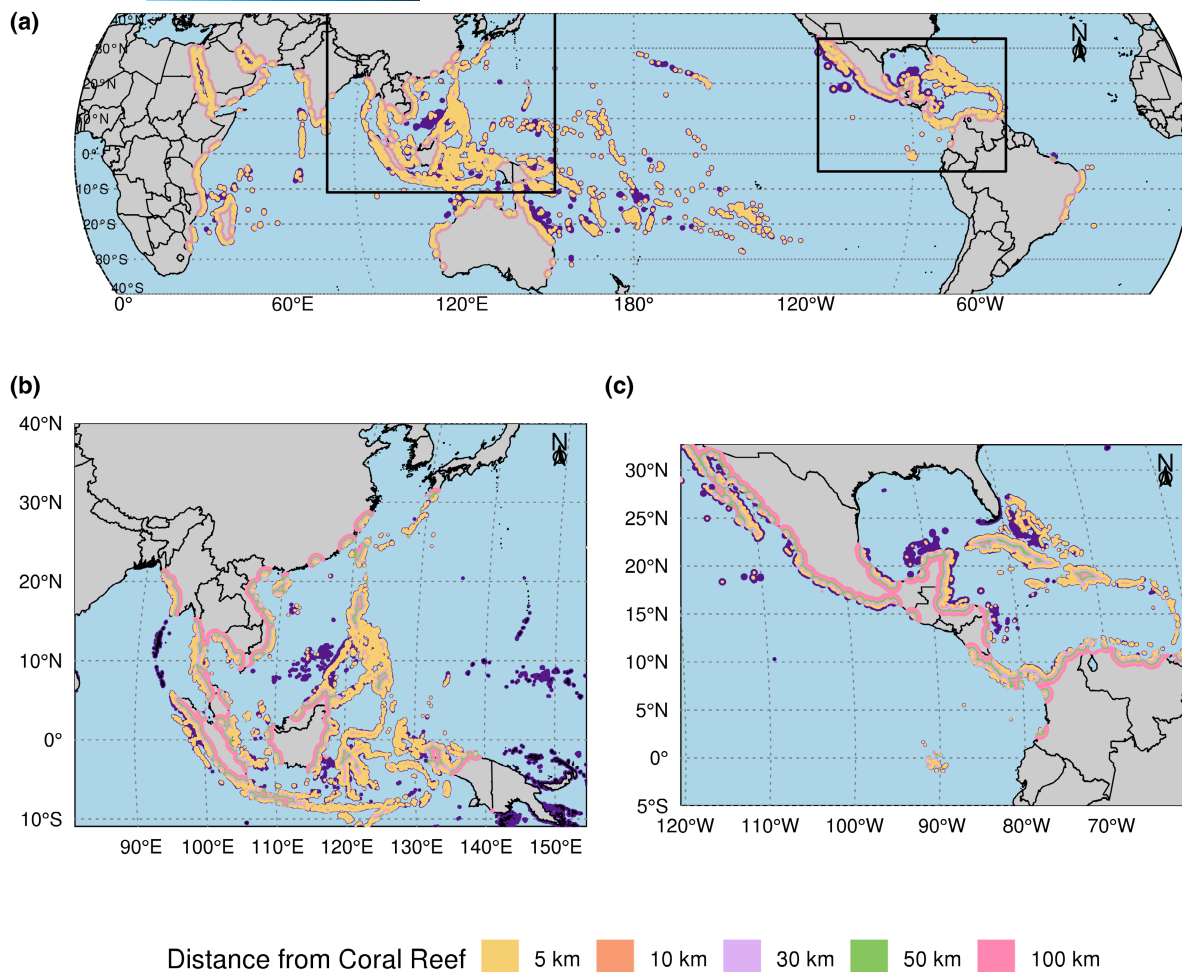 (a)
N
40°N
30°N
20°N
10°N
0°
10°S
20°S
30°S
40°S
0° 60°E 120°E 180° 120°W 60°W
(b)
40°N
30°N
20°N
10°N
0°
10°S
N
90°E 100°E 110°E 120°E 130°E 140°E 150°E
(c)
30°N
25°N
20°N
15°N
10°N
5°N
0°
5°S
N
120°W 110°W 100°W 90°W 80°W 70°W
Distance from Coral Reef 5 km 10 km 30 km 50 km 100 km